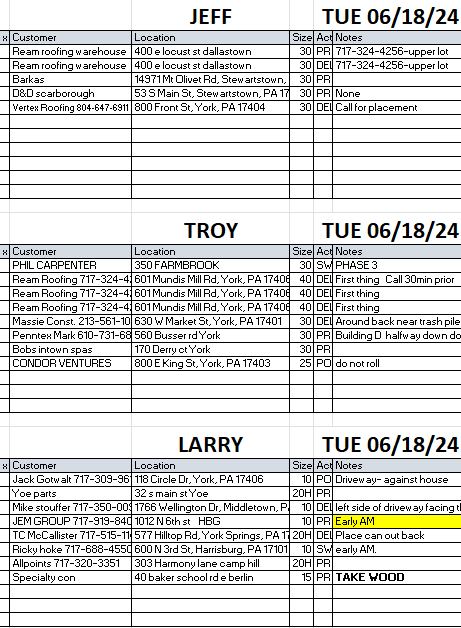 JEFF TUE 06/18/24
x Customer Location Size Act Notes
Ream roofing warehouse 400 e locust st dallastown 30 PR 717-324-4256-upper lot
Ream roofing warehouse 400 e locust st dallastown 30 DEL 717-324-4256-upper lot
Barkas 14971 Mt Olivet Rd, Stewartstown, 30 PR
D&D scarborough 53 S Main St, Stewartstown, PA 17 30 PR None
Vertex Roofing 804-647-6911 800 Front St, York, PA 17404 30 DEL Call for placement
TROY TUE 06/18/24
x Customer Location Size Act Notes
PHIL CARPENTER 350 FARMBROOK 30 SW PHASE 3
Ream Roofing 717-324-42 601 Mundis Mill Rd, York, PA 17406 40 DEL First thing Call 30min prior
Ream Roofing 717-324-42 601 Mundis Mill Rd, York, PA 17406 40 DEL First thing
Ream Roofing 717-324-42 601 Mundis Mill Rd, York, PA 17406 40 DEL First thing
Massie Const. 213-561-10 630 W Market St, York, PA 17401 30 DEL Around back near trash pile
Penntex Mark 610-731-68 560 Busser rd York 30 PR Building D halfway down do
Bobs intown spas 170 Derry ct York 30 PR
CONDOR VENTURES 800 E King St, York, PA 17403 25 PO do not roll
LARRY TUE 06/18/24
x Customer Location Size Act Notes
Jack Gotwalt 717-309-96 118 Circle Dr, York, PA 17406 10 PO Driveway- against house
Yoe parts 32 s main st Yoe 20H PR
Mike stouffer 717-350-009 1766 Wellington Dr, Middletown, P 10 DEL left side of driveway facing th
JEM GROUP 717-919-840 1012 N 6th st HBG 10 PR Early AM
TC McCallister 717-515-11 577 Hilltop Rd, York Springs, PA 17 20H DEL Place can out back
Ricky hoke 717-688-4550 600 N 3rd St, Harrisburg, PA 17101 10 SW early AM.
Allpoints 717-320-3351 303 Harmony lane camp hill 20H PR
Specialty con 40 baker school rd e berlin 15 PR TAKE WOOD